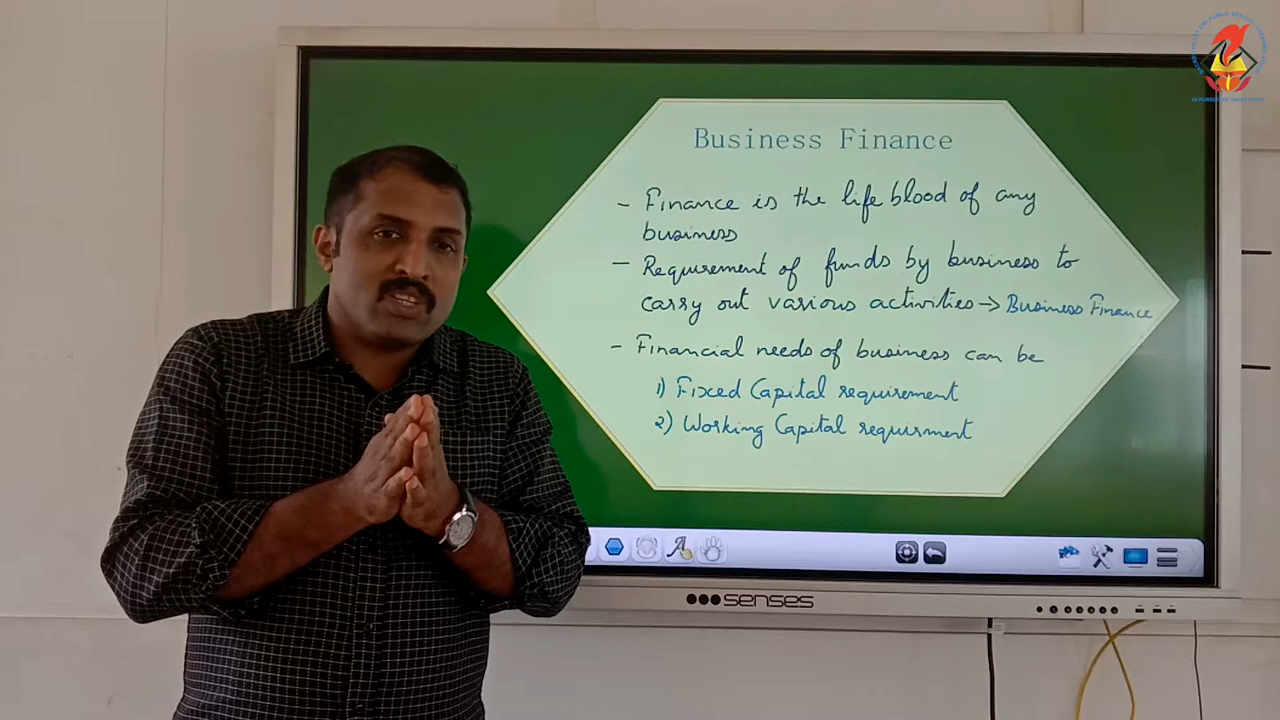 Business Finance
- Finance is the life blood of any
business
- Requirement of funds by business to
carry out various activities → Business Finance
- Financial needs of business can be
1) Fixed Capital requirement
2) Working Capital requirment
senses